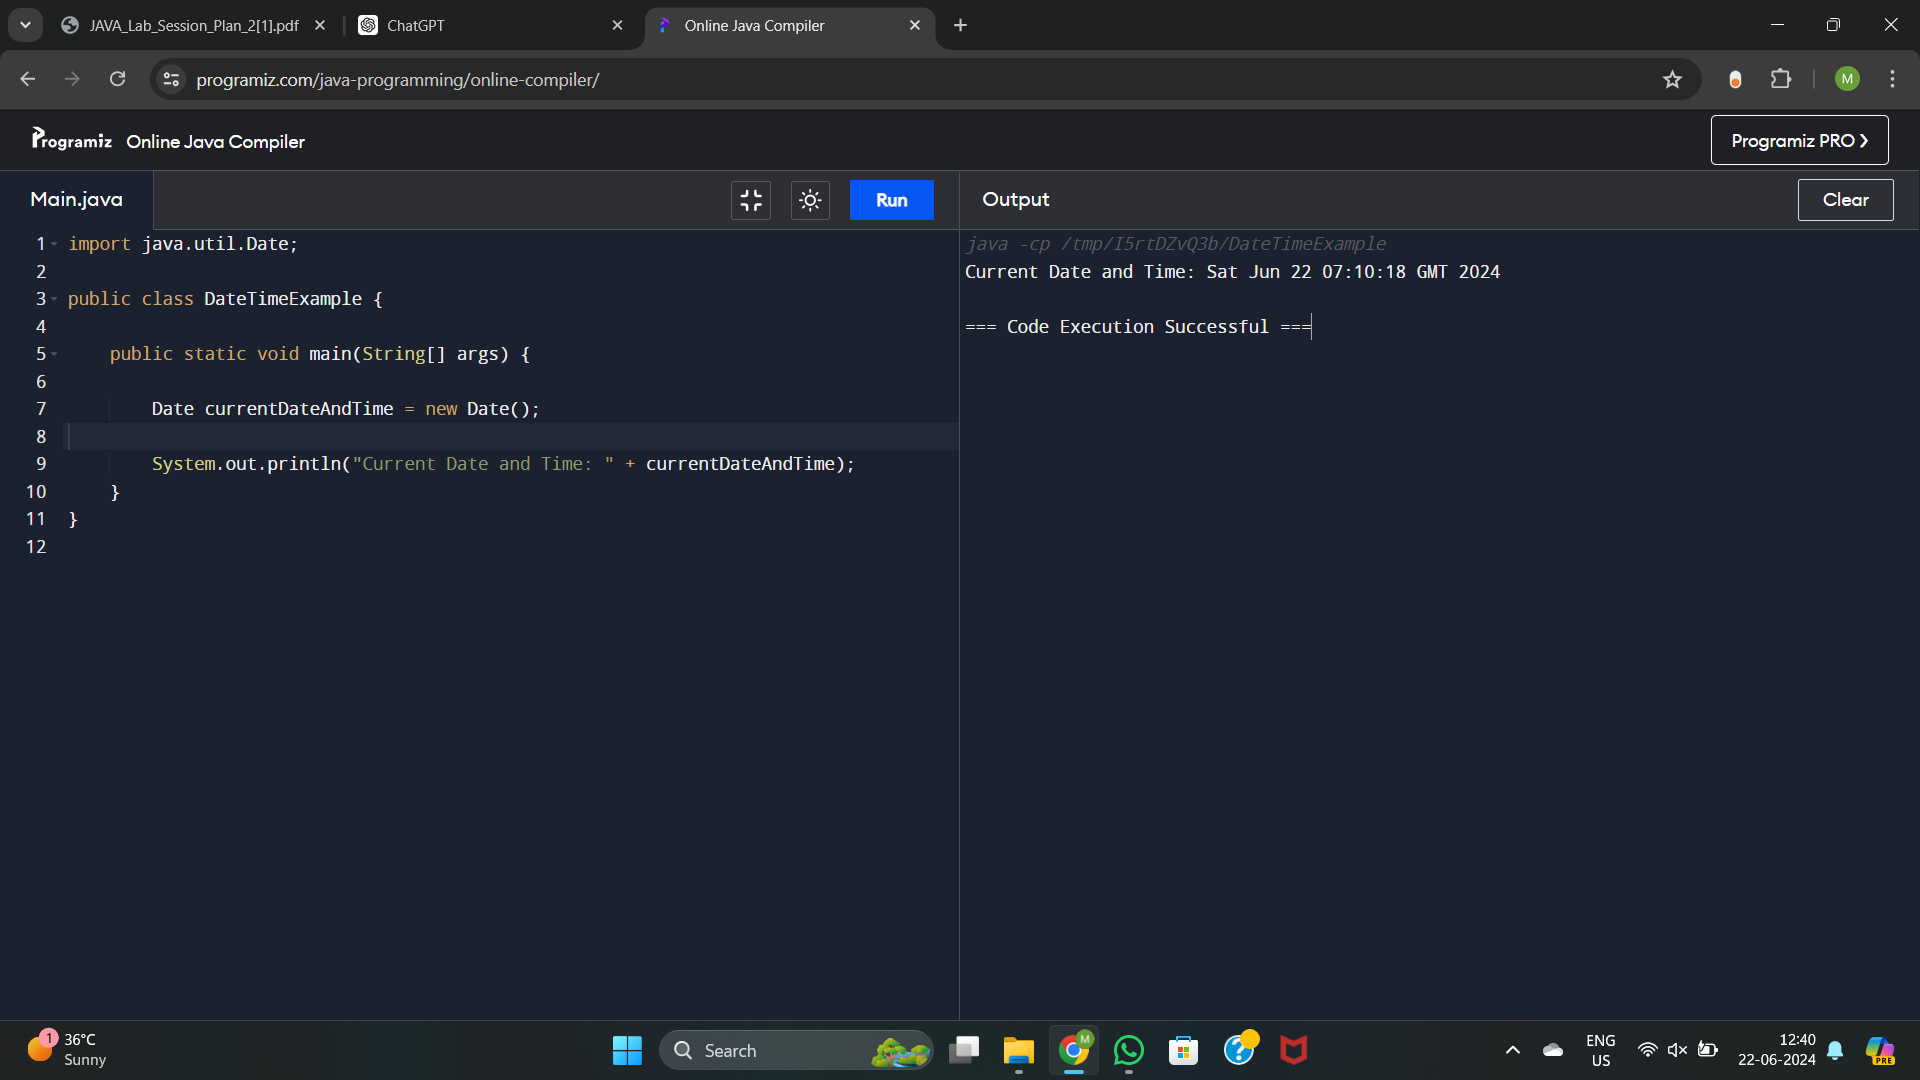 JAVA_Lab_Session_Plan_2[1].pdf
ChatGPT
Online Java Compiler
programiz.com/java-programming/online-compiler/
M
Programiz Online Java Compiler
Programiz PRO
Main.java
Run
Output
Clear
1 import java.util.Date;
2
3 public class DateTimeExample {
4
5 public static void main(String[] args) {
6
7 Date currentDateAndTime = new Date();
8
9 System.out.println("Current Date and Time: " + currentDateAndTime);
10 }
11 }
12
java -cp /tmp/I5rtDZvQ3b/DateTimeExample
Current Date and Time: Sat Jun 22 07:10:18 GMT 2024
=== Code Execution Successful ===
1
36°C
Sunny
Search
M
ENG
US
12:40
22-06-2024
PRE